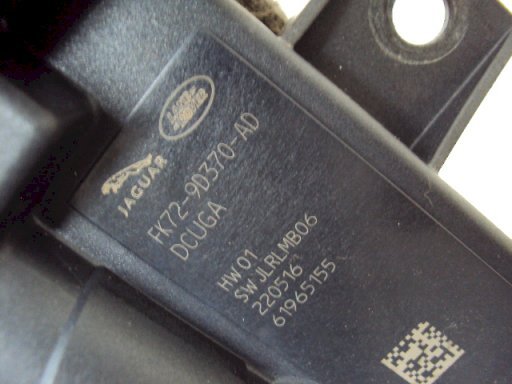 LAND ROVER
JAGUAR
FK72-9D370-AD
DCUGA
HW 01
SW JLRLMB06
220516
61965155